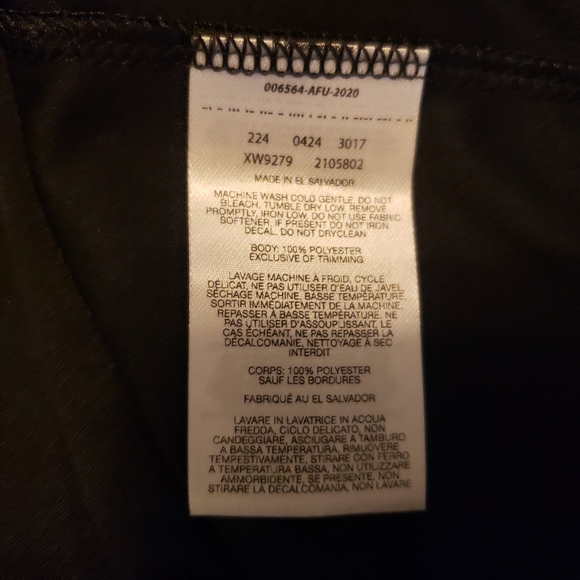 006564-AFU-2020
224 0424 3017
XW9279 2105802
MADE IN EL SALVADOR
MACHINE WASH COLD GENTLE, DO NOT
BLEACH, TUMBLE DRY LOW, REMOVE
PROMPTLY, IRON LOW, DO NOT USE FABRIC
SOFTENER, IF PRESENT DO NOT IRON
DECAL, DO NOT DRYCLEAN
BODY: 100% POLYESTER
EXCLUSIVE OF TRIMMING
LAVAGE MACHINE À FROID, CYCLE
DÉLICAT, NE PAS UTILISER D'EAU DE JAVEL,
SÉCHAGE MACHINE, BASSE TEMPÉRATURE,
SORTIR IMMÉDIATEMENT DE LA MACHINE,
REPASSER À BASSE TEMPÉRATURE, NE
PAS UTILISER D'ASSOUPLISSANT, LE
CAS ÉCHÉANT, NE PAS REPASSER LA
DÉCALCOMANIE, NETTOYAGE À SEC
INTERDIT
CORPS: 100% POLYESTER
SAUF LES BORDURES
FABRIQUÉ AU EL SALVADOR
LAVARE IN LAVATRICE IN ACQUA
FREDDA, CICLO DELICATO, NON
CANDEGGIARE, ASCIUGARE A TAMBURO
A BASSA TEMPERATURA, RIMUOVERE
TEMPESTIVAMENTE, STIRARE CON FERRO
A TEMPERATURA BASSA, NON UTILIZZARE
AMMORBIDENTE, SE PRESENTE, NON
STIRARE LA DECALCOMANIA, NON LAVARE